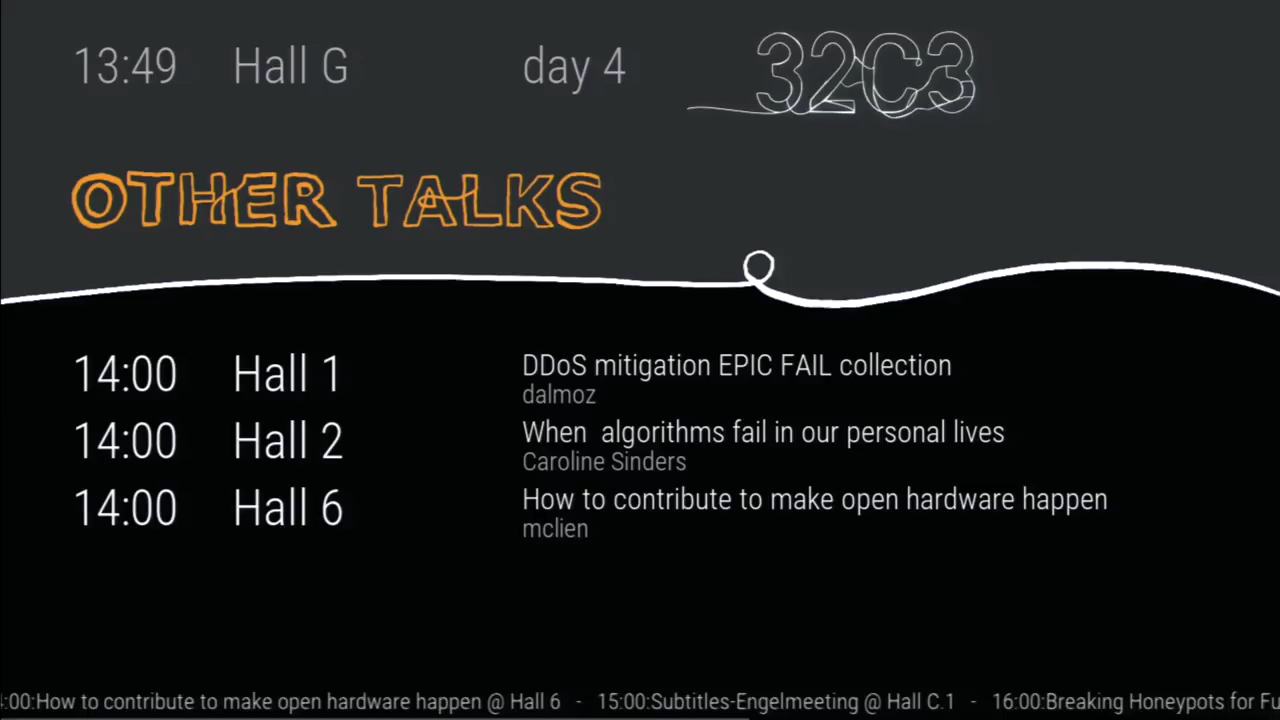 13:49 Hall G day 4 32C3
OTHER TALKS
14:00 Hall 1 DDoS mitigation EPIC FAIL collection
dalmoz
14:00 Hall 2 When  algorithms fail in our personal lives
Caroline Sinders
14:00 Hall 6 How to contribute to make open hardware happen
mclien
:00:How to contribute to make open hardware happen @ Hall 6 - 15:00:Subtitles-Engelmeeting @ Hall C.1 - 16:00:Breaking Honeypots for Fu